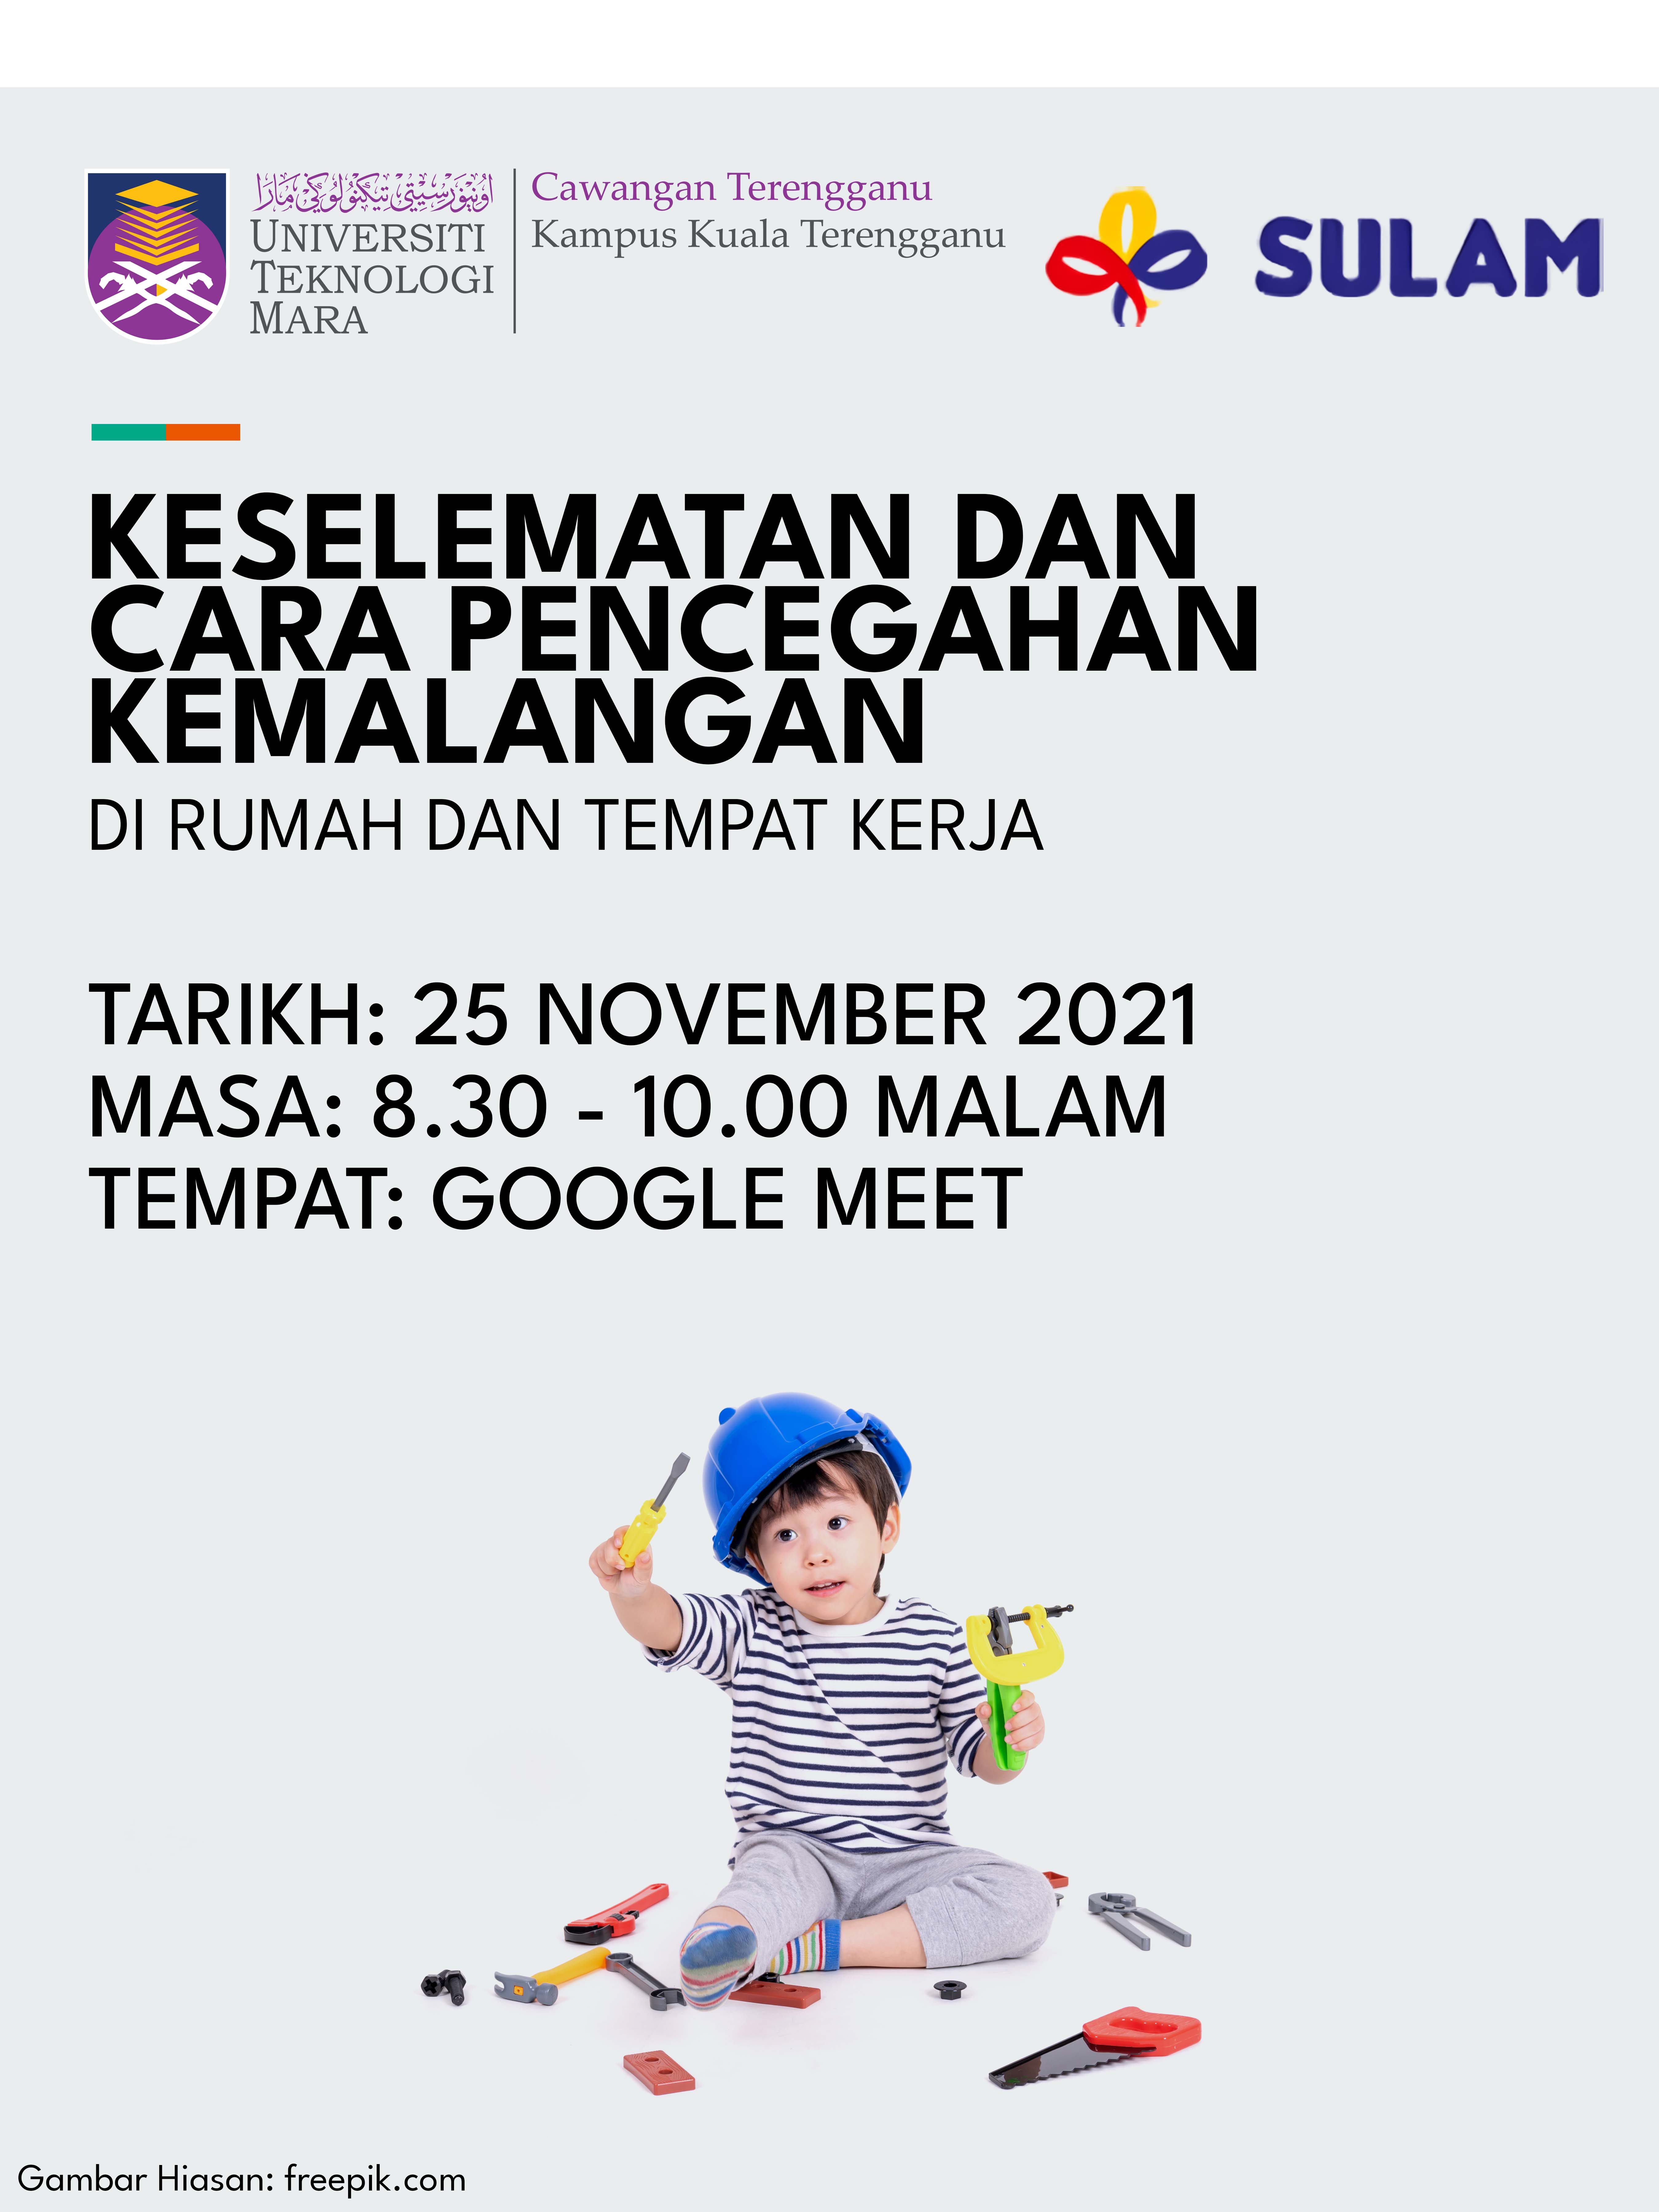 اونيۏرسيتي تيكنولوڬي مارا
UNIVERSITI
TEKNOLOGI
MARA
Cawangan Terengganu
Kampus Kuala Terengganu
SULAM
KESELEMATAN DAN
CARA PENCEGAHAN
KEMALANGAN
DI RUMAH DAN TEMPAT KERJA
TARIKH: 25 NOVEMBER 2021
MASA: 8.30 - 10.00 MALAM
TEMPAT: GOOGLE MEET
Gambar Hiasan: freepik.com